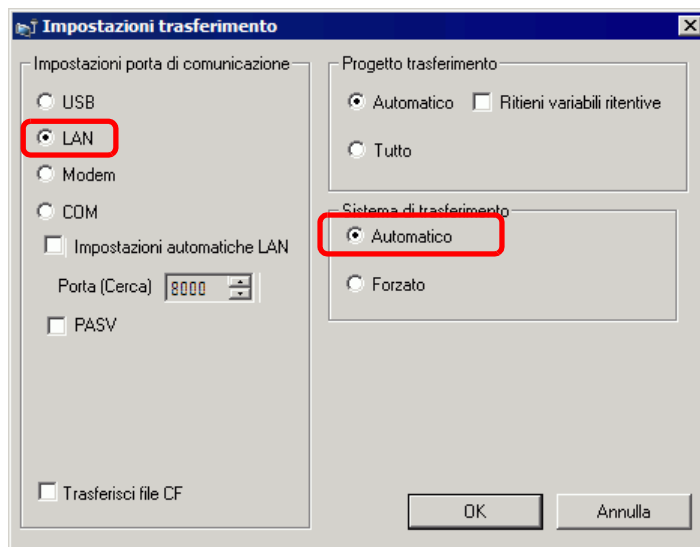 Impostazioni trasferimento
Impostazioni porta di comunicazione
USB
LAN
Modem
COM
Impostazioni automatiche LAN
Porta (Cerca) 8000
PASV
Trasferisci file CF
Progetto trasferimento
Automatico Ritieni variabili ritentive
Tutto
Sistema di trasferimento
Automatico
Forzato
OK Annulla